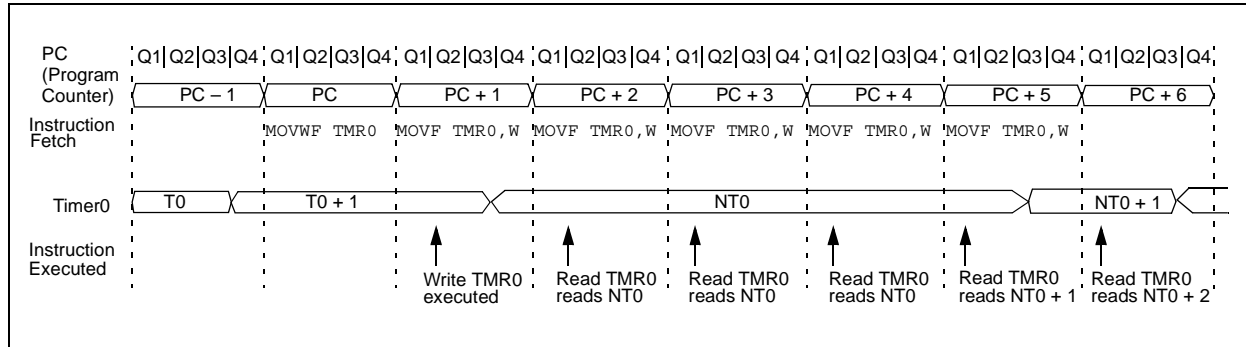 PC (Program Counter)
Q1 Q2 Q3 Q4 Q1 Q2 Q3 Q4 Q1 Q2 Q3 Q4 Q1 Q2 Q3 Q4 Q1 Q2 Q3 Q4 Q1 Q2 Q3 Q4 Q1 Q2 Q3 Q4 Q1 Q2 Q3 Q4
PC – 1 PC PC + 1 PC + 2 PC + 3 PC + 4 PC + 5 PC + 6
Instruction Fetch
MOVWF TMR0 MOVF TMR0,W MOVF TMR0,W MOVF TMR0,W MOVF TMR0,W MOVF TMR0,W
Timer0
T0 T0 + 1 NT0 NT0 + 1
Instruction Executed
Write TMR0 executed
Read TMR0 reads NT0
Read TMR0 reads NT0
Read TMR0 reads NT0
Read TMR0 reads NT0 + 1
Read TMR0 reads NT0 + 2